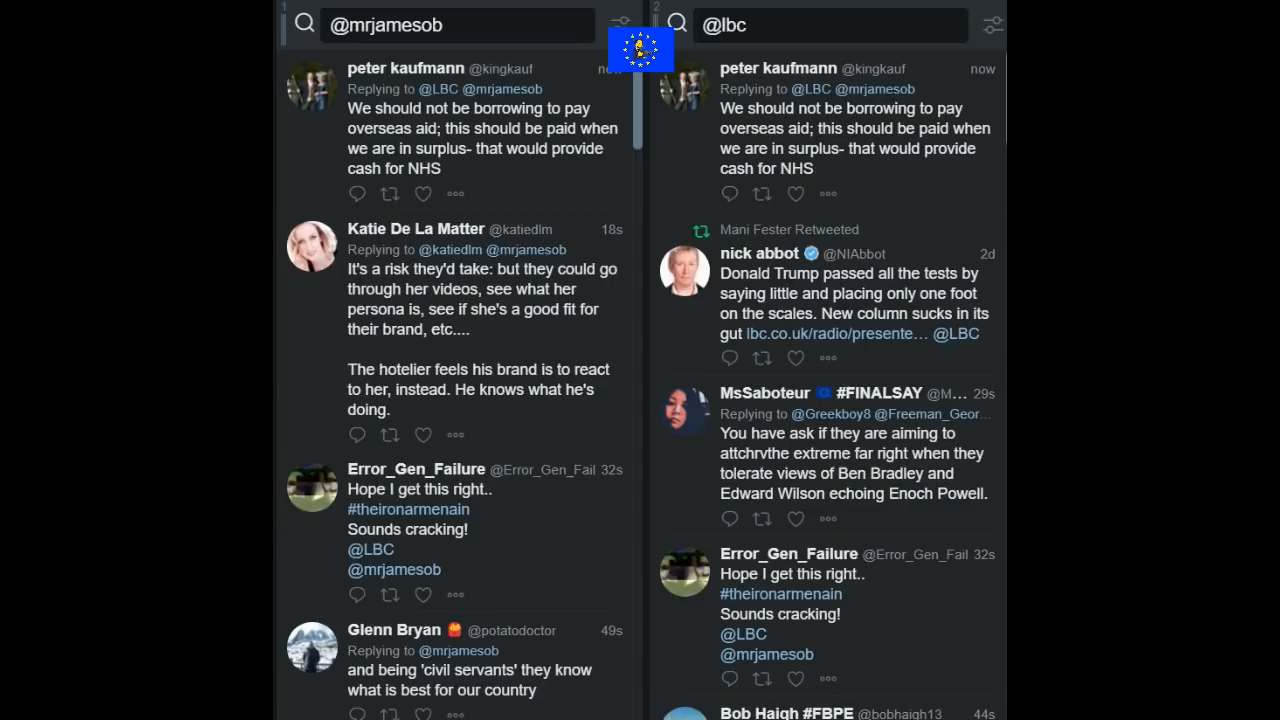 1
@mrjamesob
peter kaufmann @kingkauf
Replying to @LBC @mrjamesob
We should not be borrowing to pay
overseas aid; this should be paid when
we are in surplus- that would provide
cash for NHS
Katie De La Matter @katiedlm 18s
Replying to @katiedlm @mrjamesob
It's a risk they'd take: but they could go
through her videos, see what her
persona is, see if she's a good fit for
their brand, etc....
The hotelier feels his brand is to react
to her, instead. He knows what he's
doing.
Error_Gen_Failure @Error_Gen_Fail 32s
Hope I get this right..
#theironarmenain
Sounds cracking!
@LBC
@mrjamesob
Glenn Bryan @potatodoctor 49s
Replying to @mrjamesob
and being 'civil servants' they know
what is best for our country
2
@lbc
peter kaufmann @kingkauf now
Replying to @LBC @mrjamesob
We should not be borrowing to pay
overseas aid; this should be paid when
we are in surplus- that would provide
cash for NHS
Mani Fester Retweeted
nick abbot @NIAbbot 2d
Donald Trump passed all the tests by
saying little and placing only one foot
on the scales. New column sucks in its
gut lbc.co.uk/radio/presente… @LBC
MsSaboteur #FINALSAY @M... 29s
Replying to @Greekboy8 @Freeman_Geor...
You have ask if they are aiming to
attchrvthe extreme far right when they
tolerate views of Ben Bradley and
Edward Wilson echoing Enoch Powell.
Error_Gen_Failure @Error_Gen_Fail 32s
Hope I get this right..
#theironarmenain
Sounds cracking!
@LBC
@mrjamesob
Bob Haigh #FBPE @bobhaigh13 44s